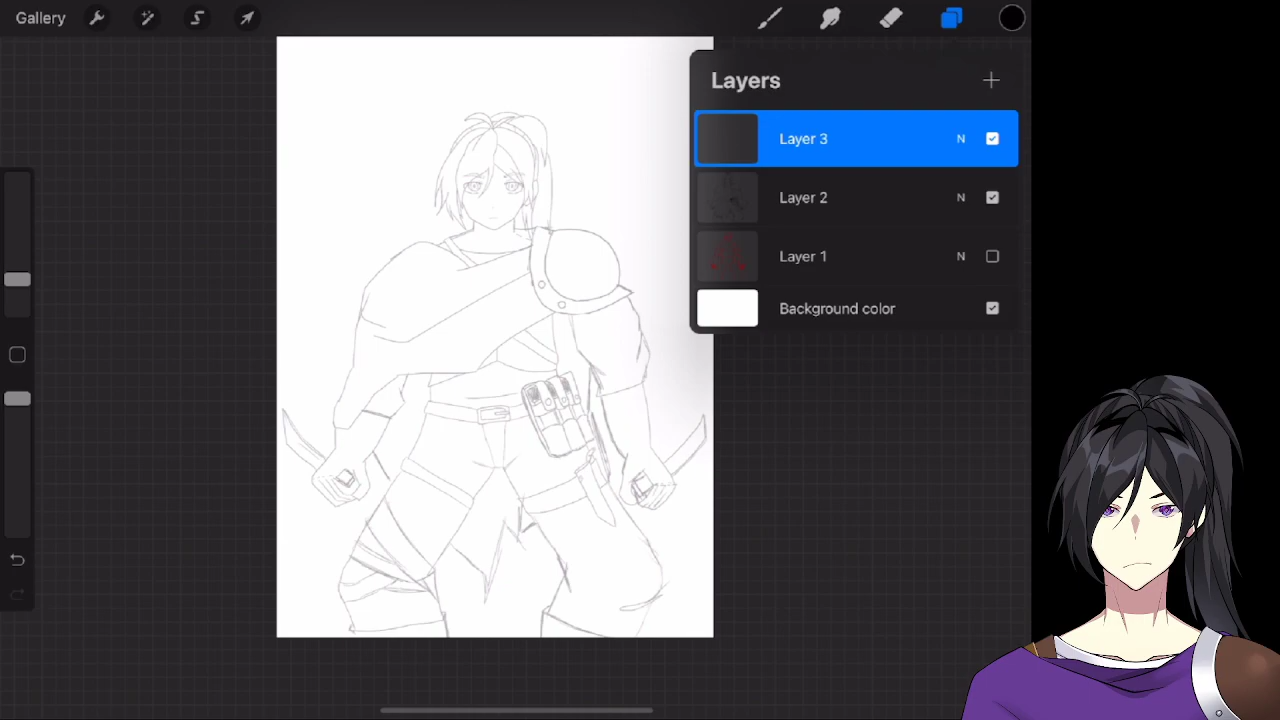 Gallery
Layers
Layer 3 N
Layer 2 N
Layer 1 N
Background color